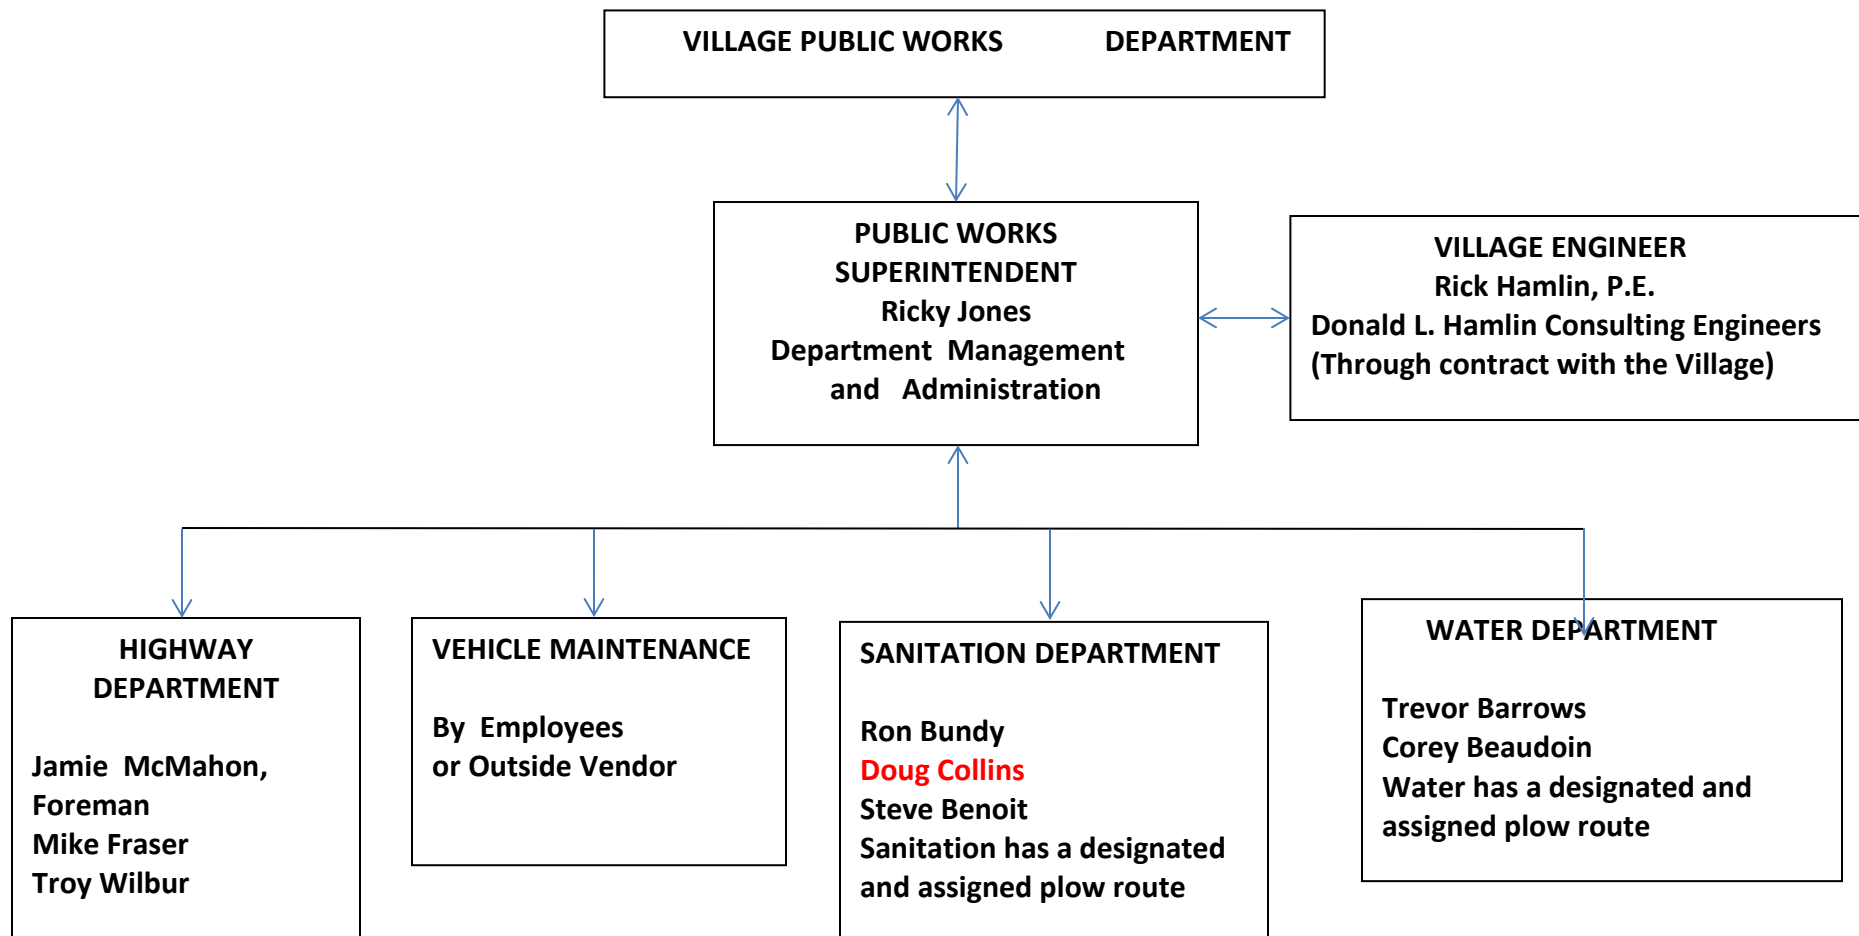 VILLAGE PUBLIC WORKS DEPARTMENT
PUBLIC WORKS
SUPERINTENDENT
Ricky Jones
Department Management
and Administration
VILLAGE ENGINEER
Rick Hamlin, P.E.
Donald L. Hamlin Consulting Engineers
(Through contract with the Village)
HIGHWAY
DEPARTMENT
Jamie McMahon,
Foreman
Mike Fraser
Troy Wilbur
VEHICLE MAINTENANCE
By Employees
or Outside Vendor
SANITATION DEPARTMENT
Ron Bundy
Doug Collins
Steve Benoit
Sanitation has a designated
and assigned plow route
WATER DEPARTMENT
Trevor Barrows
Corey Beaudoin
Water has a designated and
assigned plow route